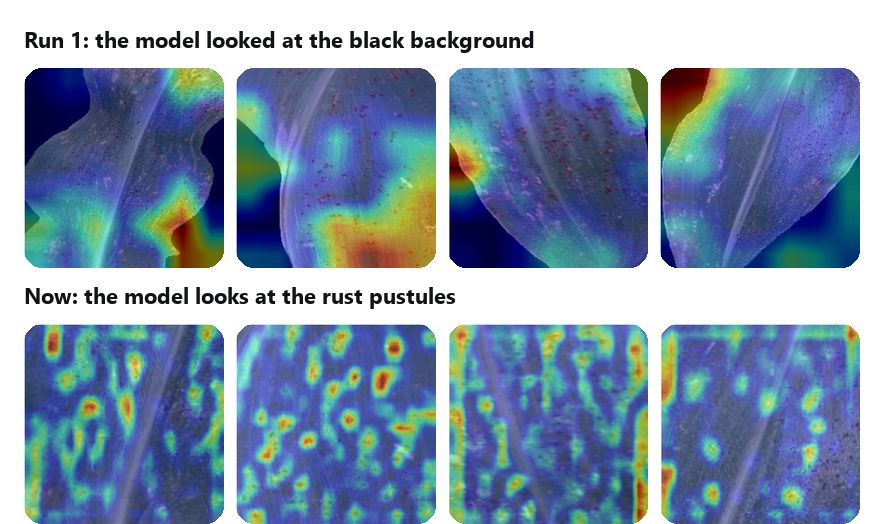 Run 1: the model looked at the black background
Now: the model looks at the rust pustules